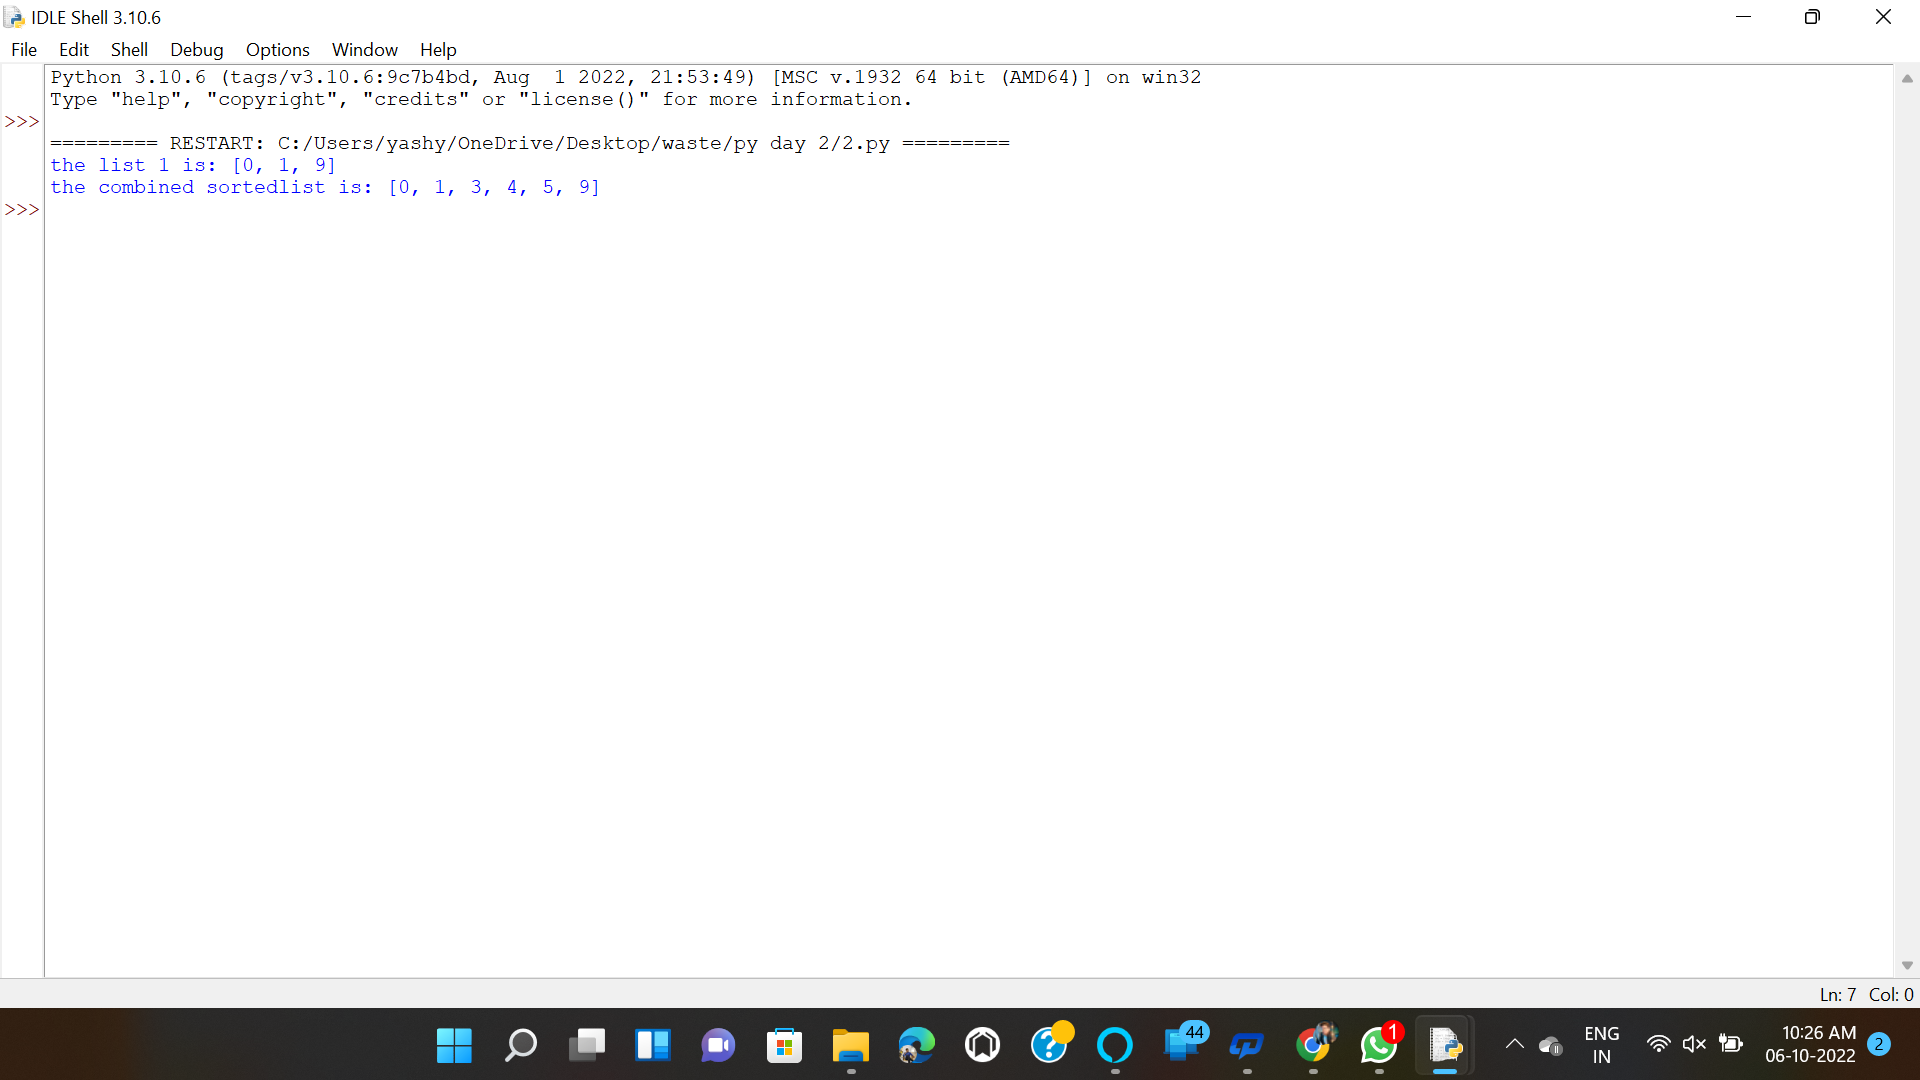 IDLE Shell 3.10.6
File Edit Shell Debug Options Window Help
Python 3.10.6 (tags/v3.10.6:9c7b4bd, Aug  1 2022, 21:53:49) [MSC v.1932 64 bit (AMD64)] on win32
Type "help", "copyright", "credits" or "license()" for more information.
>>>
========= RESTART: C:/Users/yashy/OneDrive/Desktop/waste/py day 2/2.py =========
the list 1 is: [0, 1, 9]
the combined sortedlist is: [0, 1, 3, 4, 5, 9]
>>>
Ln: 7 Col: 0
44
1
ENG
IN
10:26 AM
06-10-2022
2